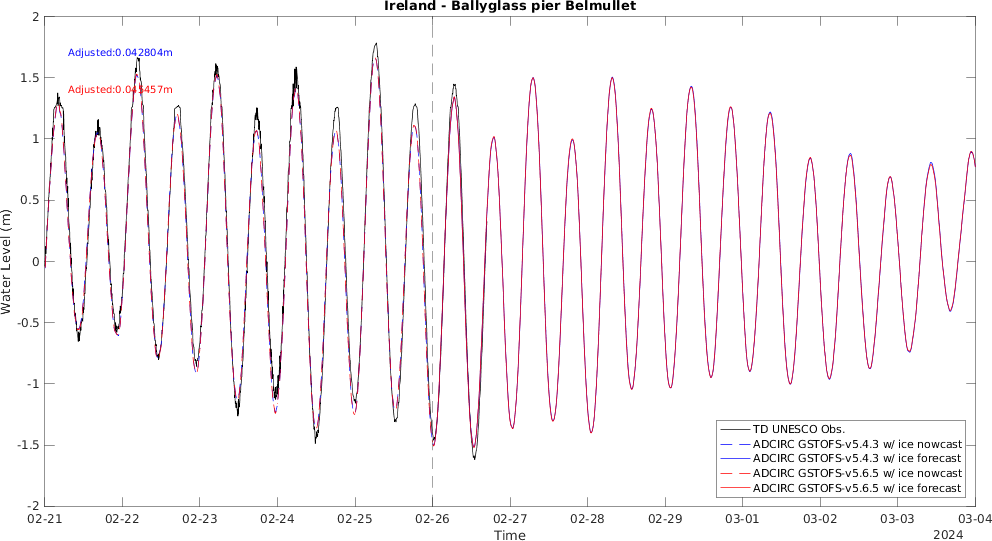 Ireland - Ballyglass pier Belmullet
Adjusted:0.042804m
Adjusted:0.045457m
Water Level (m)
2
1.5
1
0.5
0
-0.5
-1
-1.5
-2
TD UNESCO Obs.
ADCIRC GSTOFS-v5.4.3 w/ ice nowcast
ADCIRC GSTOFS-v5.4.3 w/ ice forecast
ADCIRC GSTOFS-v5.6.5 w/ ice nowcast
ADCIRC GSTOFS-v5.6.5 w/ ice forecast
02-21 02-22 02-23 02-24 02-25 02-26 02-27 02-28 02-29 03-01 03-02 03-03 03-04
Time
2024